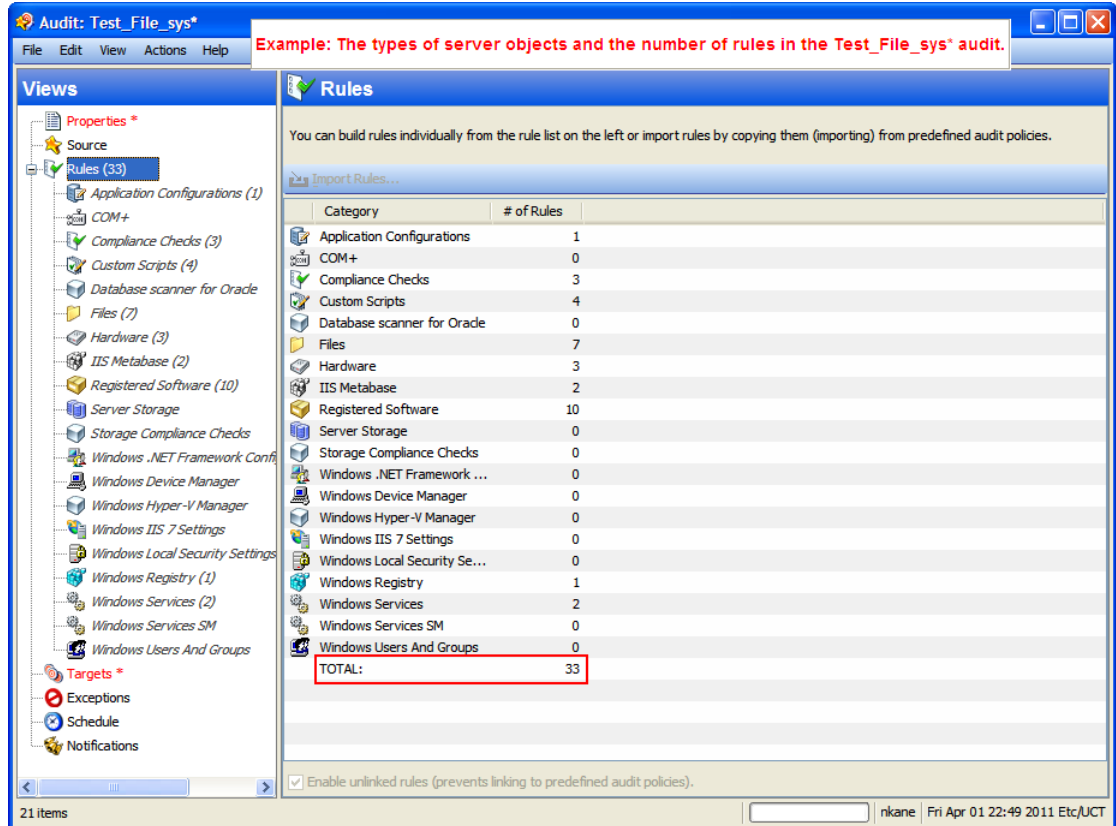 Audit: Test_File_sys*
File Edit View Actions Help
Example: The types of server objects and the number of rules in the Test_File_sys* audit.
Views
Properties *
Source
Rules (33)
Application Configurations (1)
COM+
Compliance Checks (3)
Custom Scripts (4)
Database scanner for Oracle
Files (7)
Hardware (3)
IIS Metabase (2)
Registered Software (10)
Server Storage
Storage Compliance Checks
Windows .NET Framework Confi
Windows Device Manager
Windows Hyper-V Manager
Windows IIS 7 Settings
Windows Local Security Settings
Windows Registry (1)
Windows Services (2)
Windows Services SM
Windows Users And Groups
Targets *
Exceptions
Schedule
Notifications
Rules
You can build rules individually from the rule list on the left or import rules by copying them (importing) from predefined audit policies.
Import Rules...
Category # of Rules
Application Configurations 1
COM+ 0
Compliance Checks 3
Custom Scripts 4
Database scanner for Oracle 0
Files 7
Hardware 3
IIS Metabase 2
Registered Software 10
Server Storage 0
Storage Compliance Checks 0
Windows .NET Framework ... 0
Windows Device Manager 0
Windows Hyper-V Manager 0
Windows IIS 7 Settings 0
Windows Local Security Se... 0
Windows Registry 1
Windows Services 2
Windows Services SM 0
Windows Users And Groups 0
TOTAL: 33
Enable unlinked rules (prevents linking to predefined audit policies).
21 items
nkane Fri Apr 01 22:49 2011 Etc/UCT